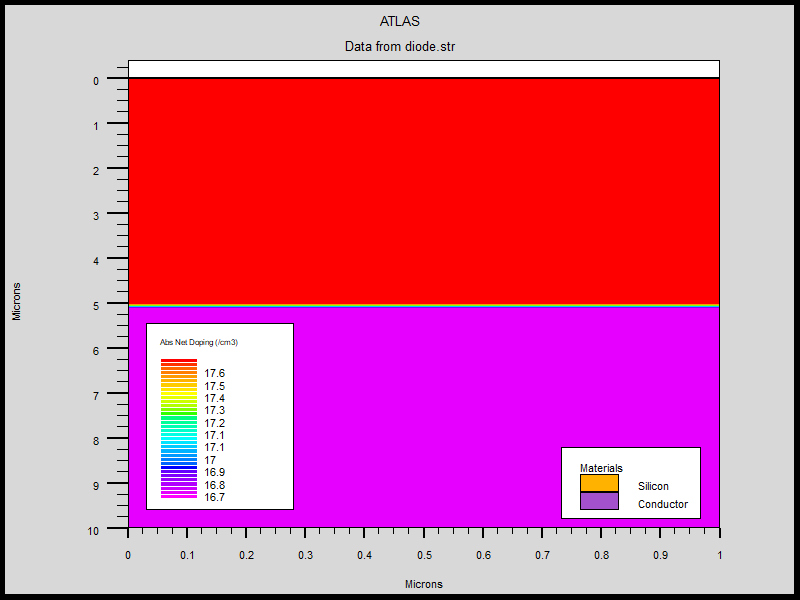 ATLAS
Data from diode.str
0
1
2
3
4
5
6
7
8
9
10
Microns
Abs Net Doping (/cm3)
17.6
17.5
17.4
17.3
17.2
17.1
17.1
17
16.9
16.8
16.7
Materials
Silicon
Conductor
0 0.1 0.2 0.3 0.4 0.5 0.6 0.7 0.8 0.9 1
Microns